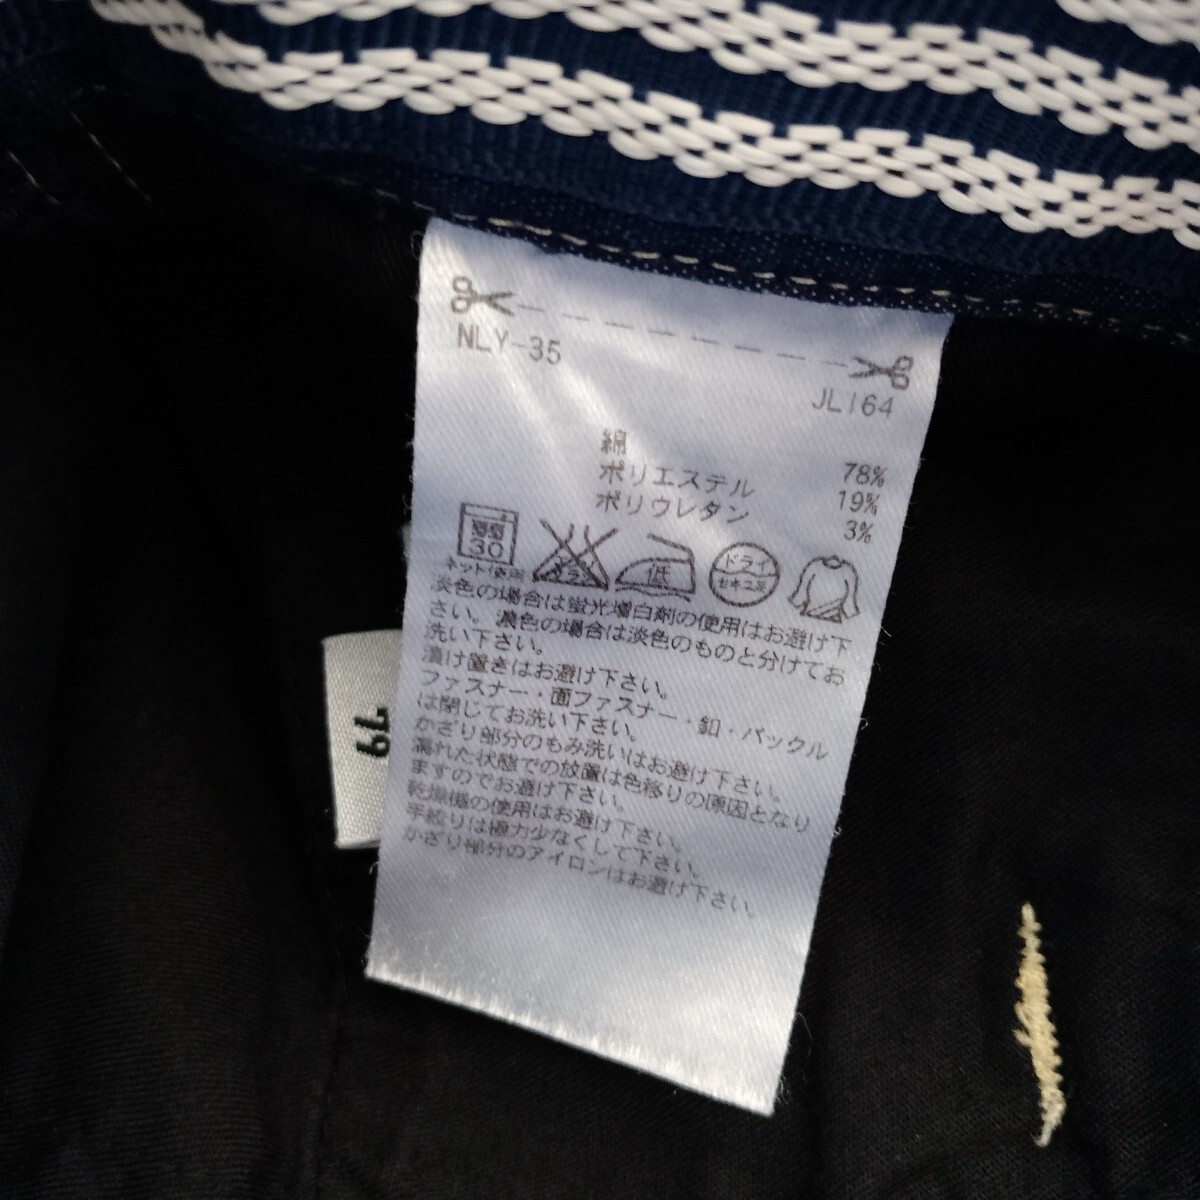 NLY-35
JL164
綿 78%
ポリエステル 19%
ポリウレタン 3%
30
ネット使用
エンソ
サラシ
低
ドライ
セキユ系
淡色の場合は蛍光増白剤の使用はお避け下
さい。濃色の場合は淡色のものと分けてお
洗い下さい。
漬け置きはお避け下さい。
ファスナー・面ファスナー・釦・バックル
は閉じてお洗い下さい。
かざり部分のもみ洗いはお避け下さい。
濡れた状態での放置は色移りの原因となり
ますのでお避け下さい。
乾燥機の使用はお避け下さい。
手絞りは極力少なくして下さい。
かざり部分のアイロンはお避け下さい。
79